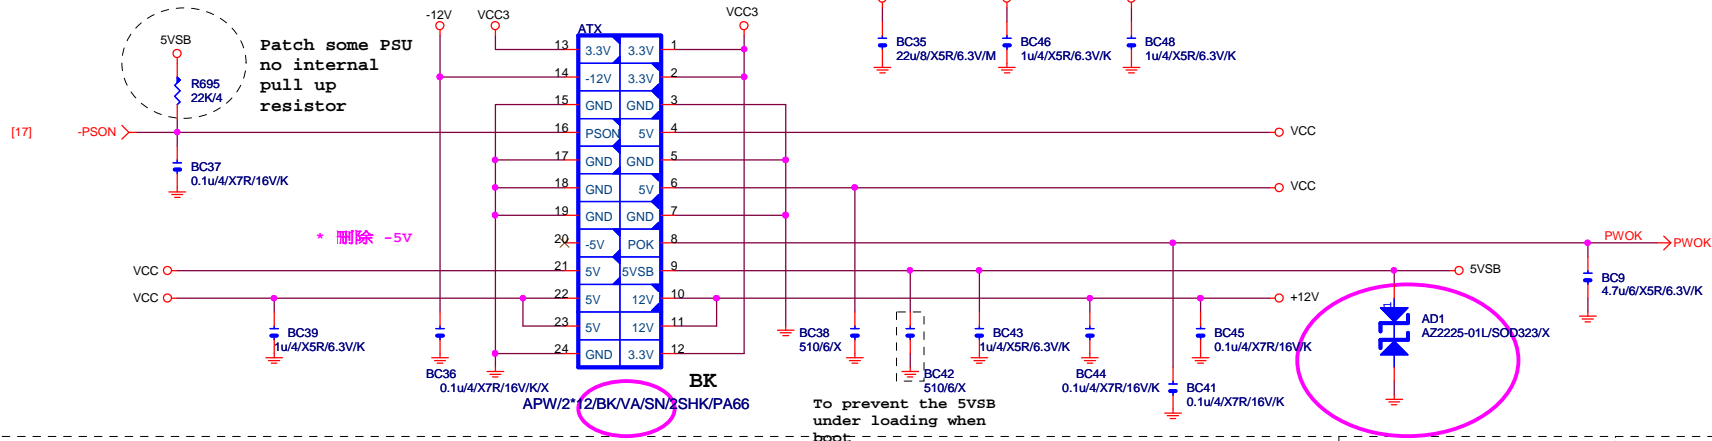 -12V
VCC3
ATX
VCC3
5VSB
R695
22K/4
Patch some PSU
no internal
pull up
resistor
BC35
22u/8/X5R/6.3V/M
BC46
1u/4/X5R/6.3V/K
BC48
1u/4/X5R/6.3V/K
13 3.3V 3.3V 1
14 -12V 3.3V 2
15 GND GND 3
[17] -PSON 16 PSON 5V 4 VCC
17 GND GND 5
18 GND 5V 6 VCC
19 GND GND 7
20 -5V POK 8 PWOK PWOK
VCC 21 5V 5VSB 9 5VSB
VCC 22 5V 12V 10 +12V
23 5V 12V 11
24 GND 3.3V 12
BC37
0.1u/4/X7R/16V/K
* 删除 -5V
BC39
1u/4/X5R/6.3V/K
BC36
0.1u/4/X7R/16V/K/X
BK
APW/2*12/BK/VA/SN/2SHK/PA66
BC38
510/6/X
BC42
510/6/X
BC43
1u/4/X5R/6.3V/K
BC44
0.1u/4/X7R/16V/K
BC45
0.1u/4/X7R/16V/K
BC41
0.1u/4/X7R/16V/K
1
AD1
AZ2225-01L/SOD323/X
BC9
4.7u/6/X5R/6.3V/K
To prevent the 5VSB
under loading when
boot